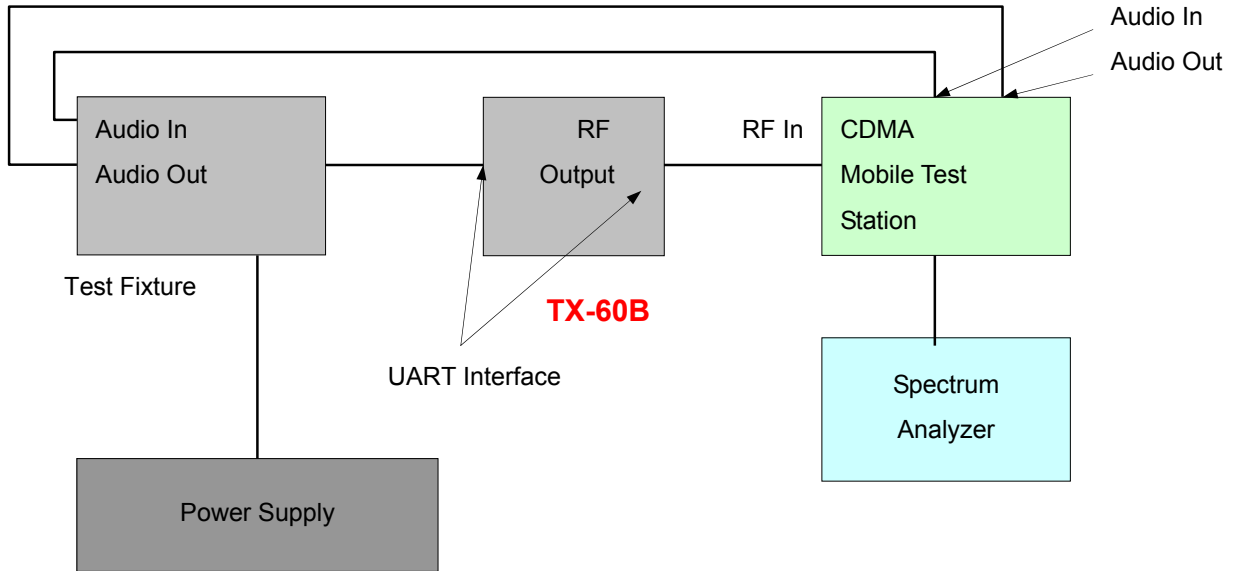 Audio In
Audio Out
Audio In
Audio Out
RF
Output
RF In
CDMA
Mobile Test
Station
Test Fixture
TX-60B
UART Interface
Spectrum
Analyzer
Power Supply